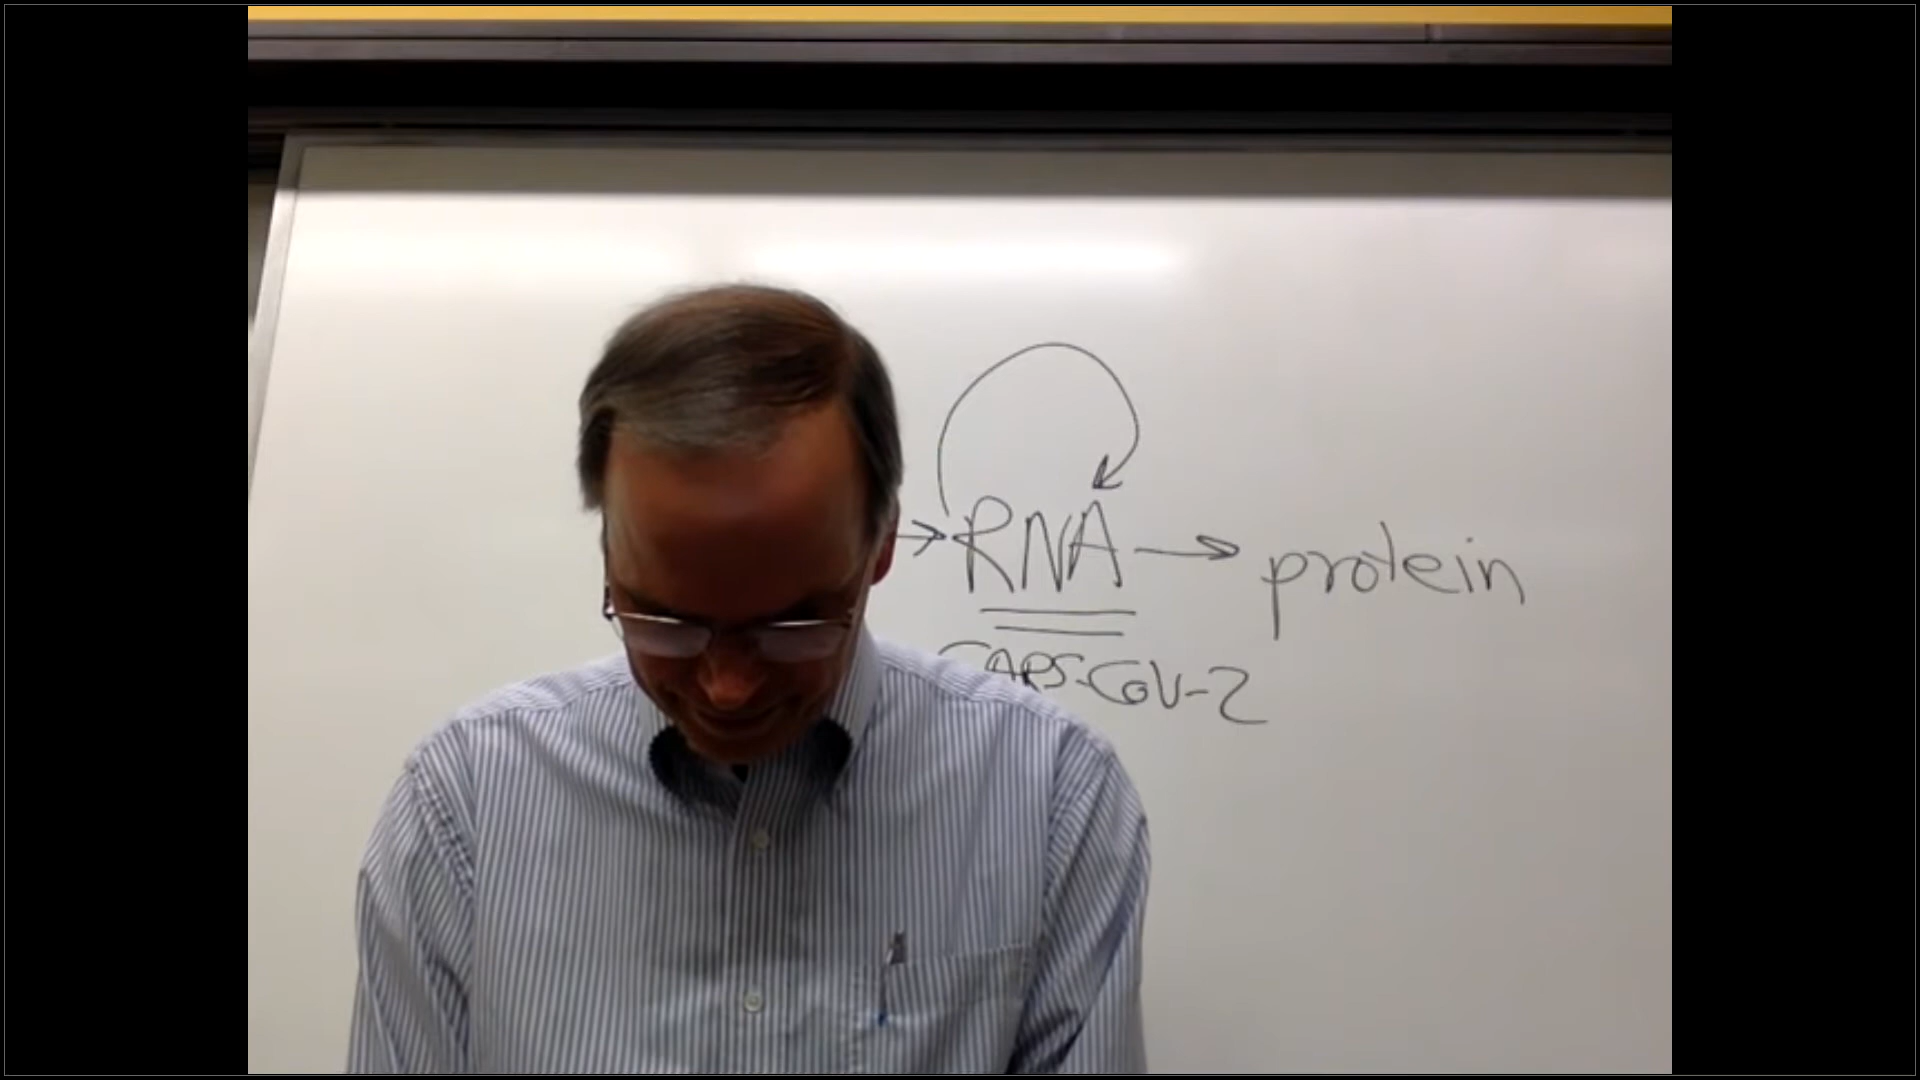 → RNA → protein
SARS-CoV-2